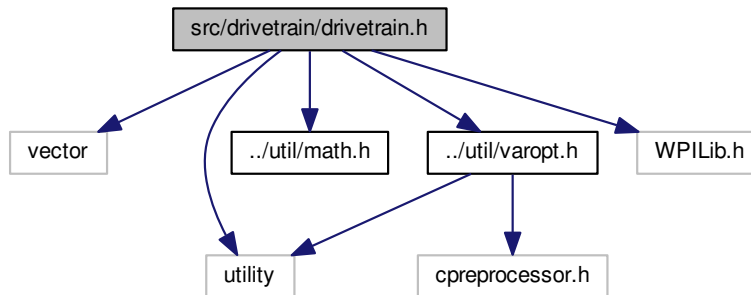 src/drivetrain/drivetrain.h
vector
../util/math.h
../util/varopt.h
WPILib.h
utility
cpreprocessor.h